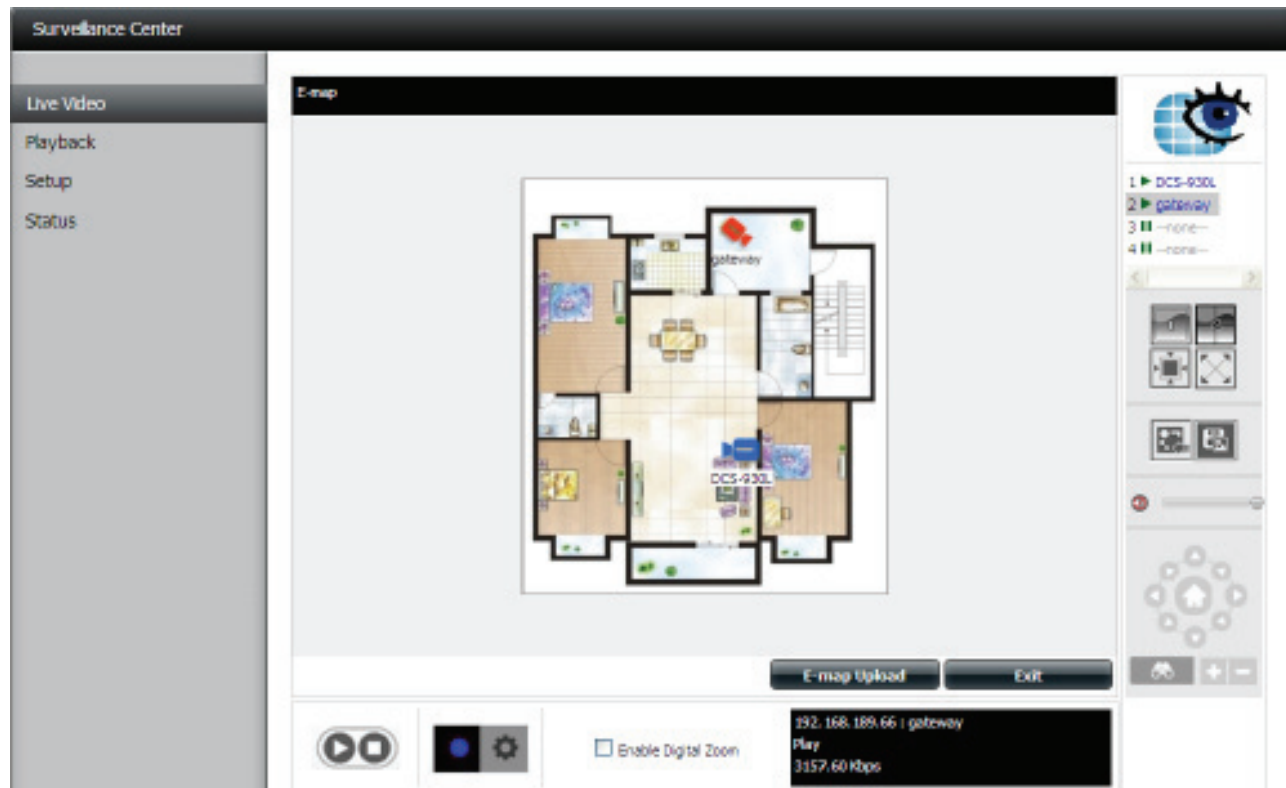 Surveillance Center
Live Video
Playback
Setup
Status
E-map
gateway
DCS-930L
E-map Upload
Exit
Enable Digital Zoom
192.168.189.66 : gateway
Play
3157.60 Kbps
1 DCS-930L
2 gateway
3 --none--
4 --none--